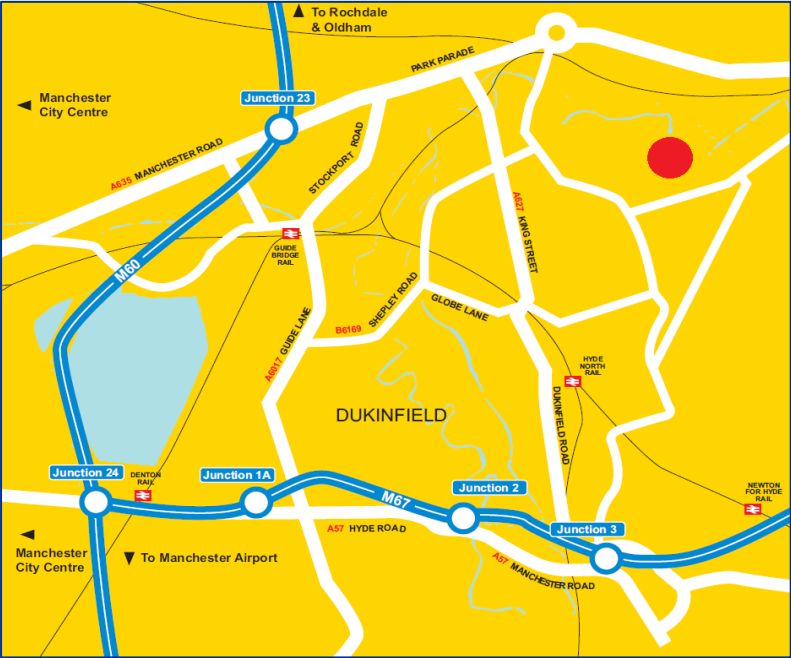 To Rochdale
& Oldham
PARK PARADE
Manchester
City Centre
Junction 23
STOCKPORT ROAD
A635 MANCHESTER ROAD
A627 KING STREET
GUIDE
BRIDGE
RAIL
M60
SHEPLEY ROAD
GLOBE LANE
B6169
A6017 GUIDE LANE
HYDE
NORTH
RAIL
DUKINFIELD
DUKINFIELD ROAD
Junction 24
DENTON
RAIL
Junction 1A
M67
Junction 2
NEWTON
FOR HYDE
RAIL
A57 HYDE ROAD
Junction 3
Manchester
City Centre
To Manchester Airport
A57 MANCHESTER ROAD